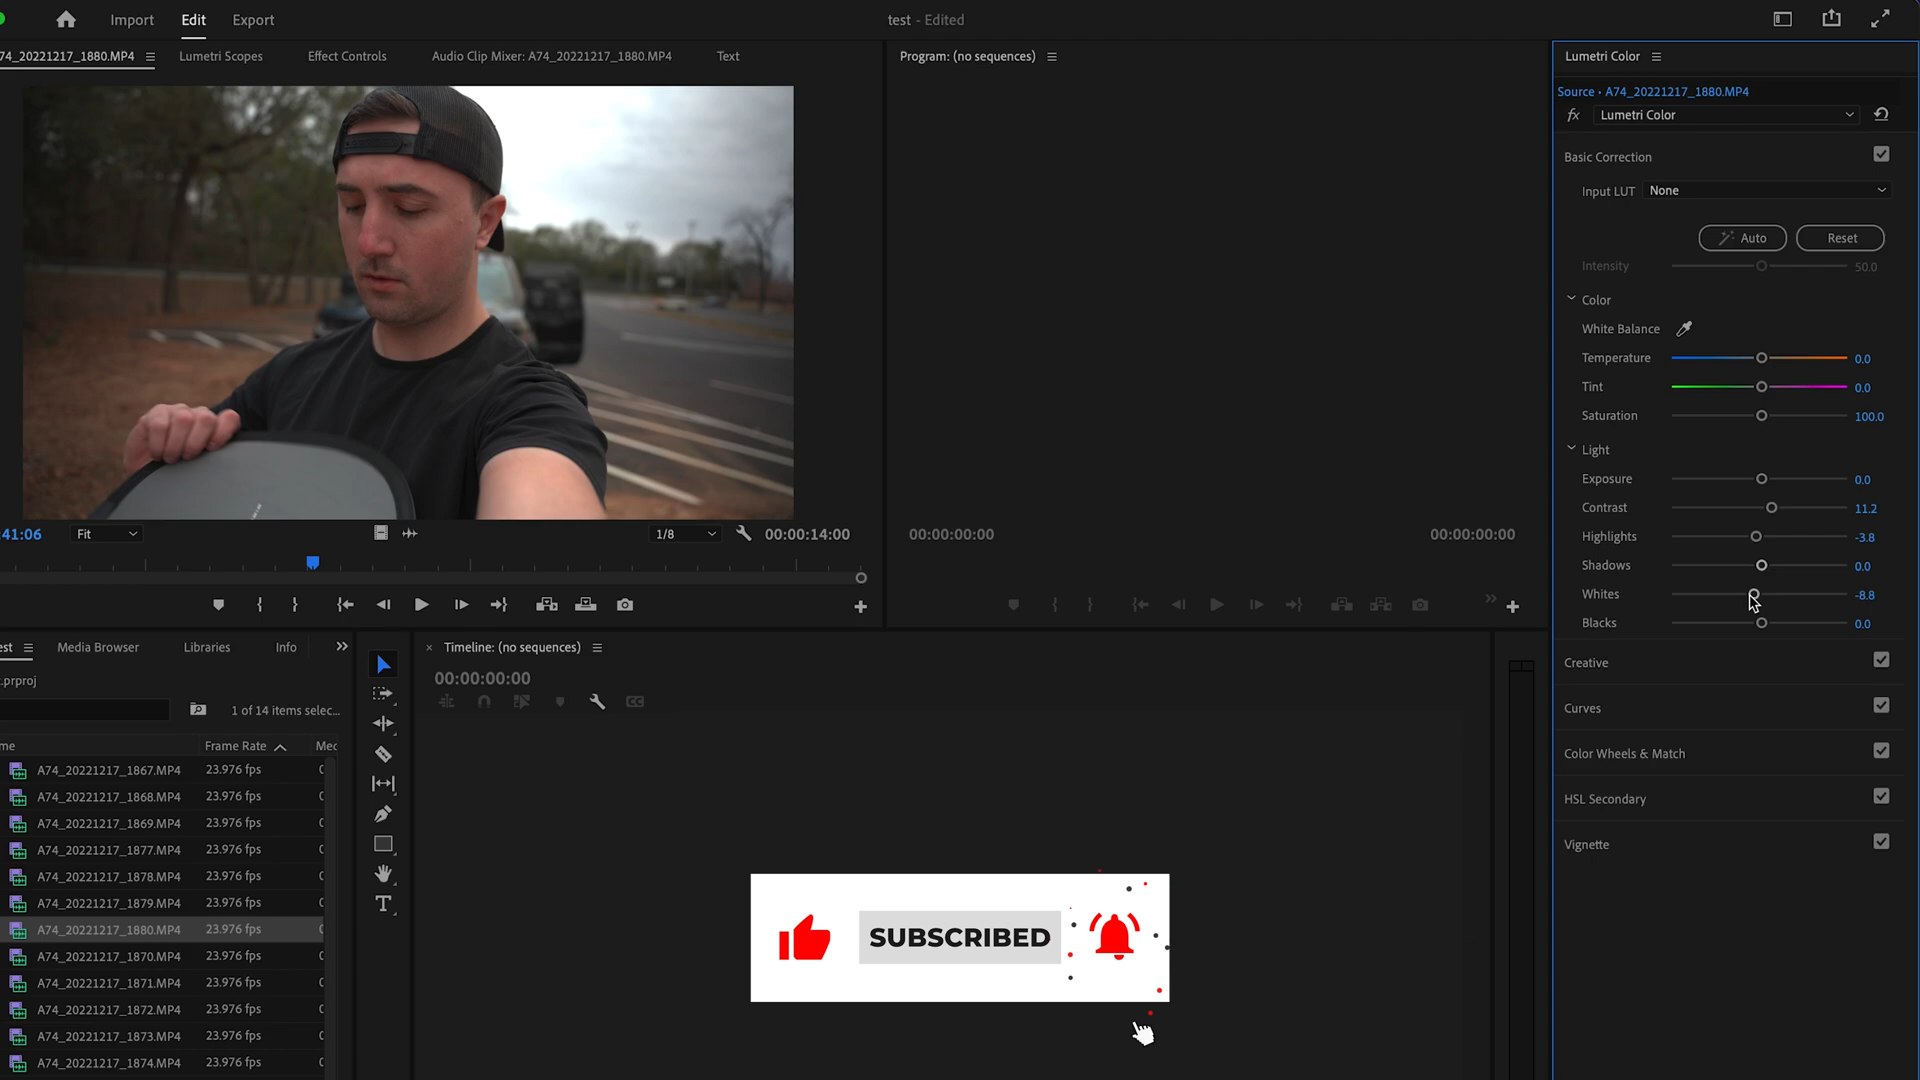 Import
Edit
Export
test - Edited
74_20221217_1880.MP4
Lumetri Scopes
Effect Controls
Audio Clip Mixer: A74_20221217_1880.MP4
Text
Program: (no sequences)
Lumetri Color
Source · A74_20221217_1880.MP4
fx Lumetri Color
Basic Correction
Input LUT None
Auto
Reset
Intensity 50.0
Color
White Balance
Temperature 0.0
Tint 0.0
Saturation 100.0
Light
Exposure 0.0
Contrast 11.2
Highlights -3.8
Shadows 0.0
Whites -8.8
Blacks 0.0
Creative
Curves
Color Wheels & Match
HSL Secondary
Vignette
:41:06
Fit
1/8
00:00:14:00
00:00:00:00
00:00:00:00
est
Media Browser
Libraries
Info
.prproj
1 of 14 items selec...
me
Frame Rate
Mec
A74_20221217_1867.MP4 23.976 fps
A74_20221217_1868.MP4 23.976 fps
A74_20221217_1869.MP4 23.976 fps
A74_20221217_1877.MP4 23.976 fps
A74_20221217_1878.MP4 23.976 fps
A74_20221217_1879.MP4 23.976 fps
A74_20221217_1880.MP4 23.976 fps
A74_20221217_1870.MP4 23.976 fps
A74_20221217_1871.MP4 23.976 fps
A74_20221217_1872.MP4 23.976 fps
A74_20221217_1873.MP4 23.976 fps
A74_20221217_1874.MP4 23.976 fps
Timeline: (no sequences)
00:00:00:00
CC
SUBSCRIBED